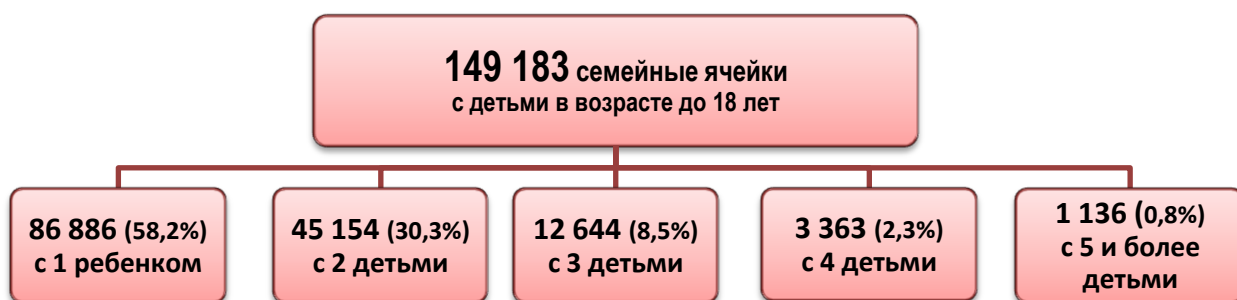 149 183 семейные ячейки
с детьми в возрасте до 18 лет
86 886 (58,2%)
с 1 ребенком
45 154 (30,3%)
с 2 детьми
12 644 (8,5%)
с 3 детьми
3 363 (2,3%)
с 4 детьми
1 136 (0,8%)
с 5 и более
детьми